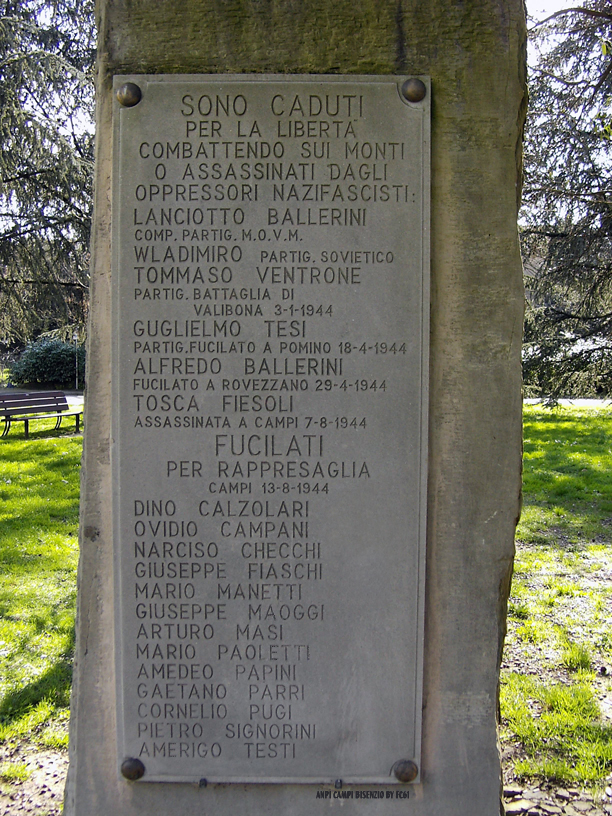 SONO CADUTI
PER LA LIBERTA
COMBATTENDO SUI MONTI
O ASSASSINATI DAGLI
OPPRESSORI NAZIFASCISTI:
LANCIOTTO BALLERINI
COMP. PARTIG. M.O.V.M.
WLADIMIRO PARTIG. SOVIETICO
TOMMASO VENTRONE
PARTIG. BATTAGLIA DI
VALIBONA 3-1-1944
GUGLIELMO TESI
PARTIG. FUCILATO A POMINO 18-4-1944
ALFREDO BALLERINI
FUCILATO A ROVEZZANO 29-4-1944
TOSCA FIESOLI
ASSASSINATA A CAMPI 7-8-1944
FUCILATI
PER RAPPRESAGLIA
CAMPI 13-8-1944
DINO CALZOLARI
OVIDIO CAMPANI
NARCISO CHECCHI
GIUSEPPE FIASCHI
MARIO MANETTI
GIUSEPPE MAOGGI
ARTURO MASI
MARIO PAOLETTI
AMEDEO PAPINI
GAETANO PARRI
CORNELIO PUGI
PIETRO SIGNORINI
AMERIGO TESTI
ANPI CAMPI BISENZIO BY FC61